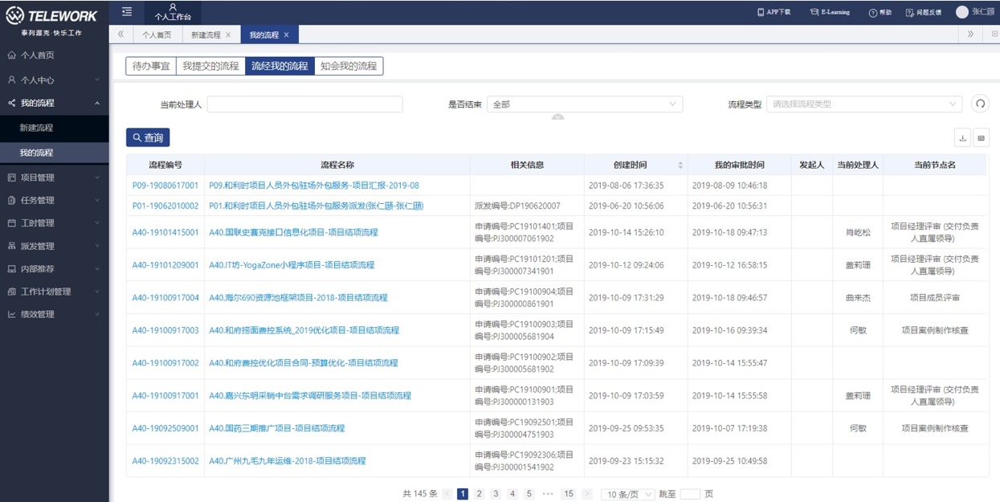 TELEWORK
泰列渥克·快乐工作
个人工作台
APP下载
E-Learning
帮助
问题反馈
张仁
个人首页
新建流程
我的流程
个人首页
个人中心
我的流程
新建流程
我的流程
项目管理
任务管理
工时管理
派发管理
内部推荐
工作计划管理
绩效管理
待办事宜
我提交的流程
流经我的流程
知会我的流程
当前处理人
是否结束
全部
流程类型
请选择流程类型
查询
流程编号 流程名称 相关信息 创建时间 我的审批时间 发起人 当前处理人 当前节点名
P09-19080617001 P09.和利时项目人员外包驻场外包服务-项目汇报-2019-08 2019-08-06 17:36:35 2019-08-09 10:46:18
P01-19062010002 P01.和利时项目人员外包驻场外包服务派发(张仁颐-张仁颐) 派发编号:DP190620007 2019-06-20 10:56:06 2019-06-20 10:56:31
A40-19101415001 A40.国联史赛克接口信息化项目-项目结项流程 申请编号:PC19101401;项目 2019-10-14 15:26:10 2019-10-18 09:47:13 肖屹松 项目经理评审 (交付负责
编号:PJ300007061902 人直属领导)
A40-19101209001 A40.IT坊-YogaZone小程序项目-项目结项流程 申请编号:PC19101201;项目 2019-10-12 09:24:06 2019-10-12 16:58:15 盖莉珊 项目经理评审 (交付负责
编号:PJ300007341901 人直属领导)
A40-19100917004 A40.海尔690资源池框架项目-2018-项目结项流程 申请编号:PC19100904;项目 2019-10-09 17:31:29 2019-10-18 09:46:57 曲来杰 项目成员评审
编号:PJ300000861901
A40-19100917003 A40.和府捞面费控系统_2019优化项目-项目结项流程 申请编号:PC19100903;项目 2019-10-09 17:15:49 2019-10-16 09:39:34 何敏 项目案例制作核查
编号:PJ300005681904
A40-19100917002 A40.和府费控优化项目合同-预算优化-项目结项流程 申请编号:PC19100902;项目 2019-10-09 17:09:39 2019-10-14 15:55:47
编号:PJ300005681902
A40-19100917001 A40.嘉兴东明采销中台需求调研服务项目-项目结项流程 申请编号:PC19100901;项目 2019-10-09 17:03:59 2019-10-14 15:55:58 盖莉珊 项目经理评审 (交付负责
编号:PJ300000131903 人直属领导)
A40-19092509001 A40.国药三期推广项目-项目结项流程 申请编号:PC19092501;项目 2019-09-25 09:53:35 2019-10-07 17:19:38 何敏 项目案例制作核查
编号:PJ300004751903
A40-19092315002 A40.广州九毛九年运维-2018-项目结项流程 申请编号:PC19092306;项目 2019-09-23 15:15:32 2019-09-25 10:49:58
编号:PJ300001541902
共 145 条 1 2 3 4 5 ••• 15 10 条/页 跳至 页